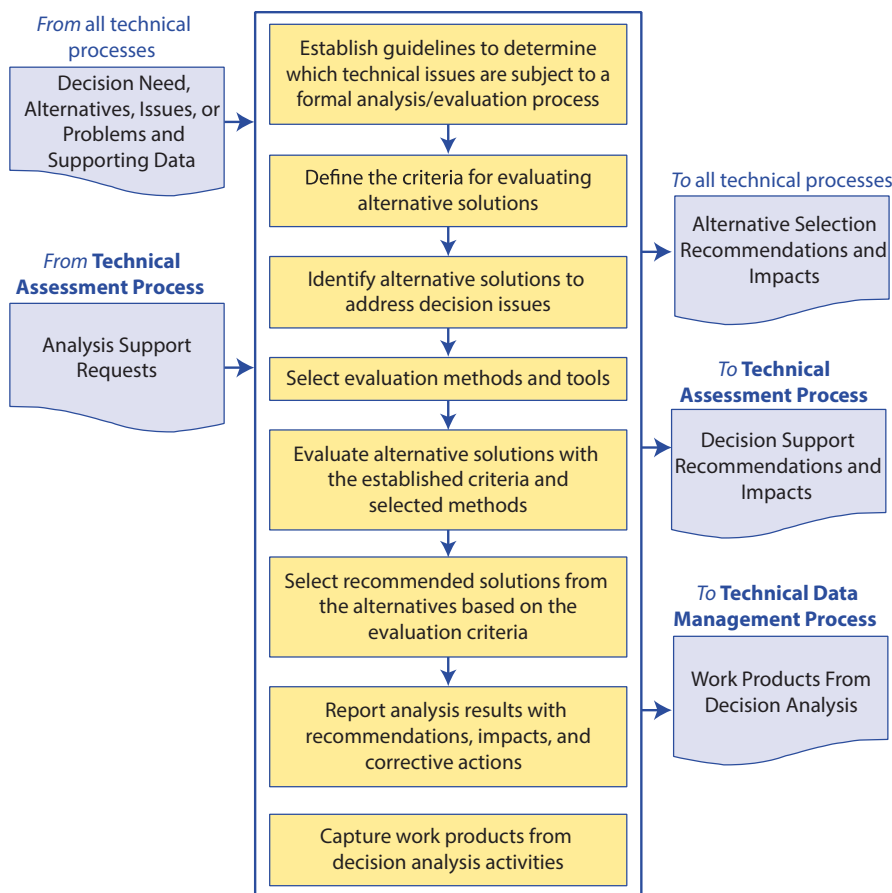 From all technical
processes
Decision Need,
Alternatives, Issues, or
Problems and
Supporting Data
From Technical
Assessment Process
Analysis Support
Requests
Establish guidelines to determine
which technical issues are subject to a
formal analysis/evaluation process
Define the criteria for evaluating
alternative solutions
Identify alternative solutions to
address decision issues
Select evaluation methods and tools
Evaluate alternative solutions with
the established criteria and
selected methods
Select recommended solutions from
the alternatives based on the
evaluation criteria
Report analysis results with
recommendations, impacts, and
corrective actions
Capture work products from
decision analysis activities
To all technical processes
Alternative Selection
Recommendations and
Impacts
To Technical
Assessment Process
Decision Support
Recommendations and
Impacts
To Technical Data
Management Process
Work Products From
Decision Analysis